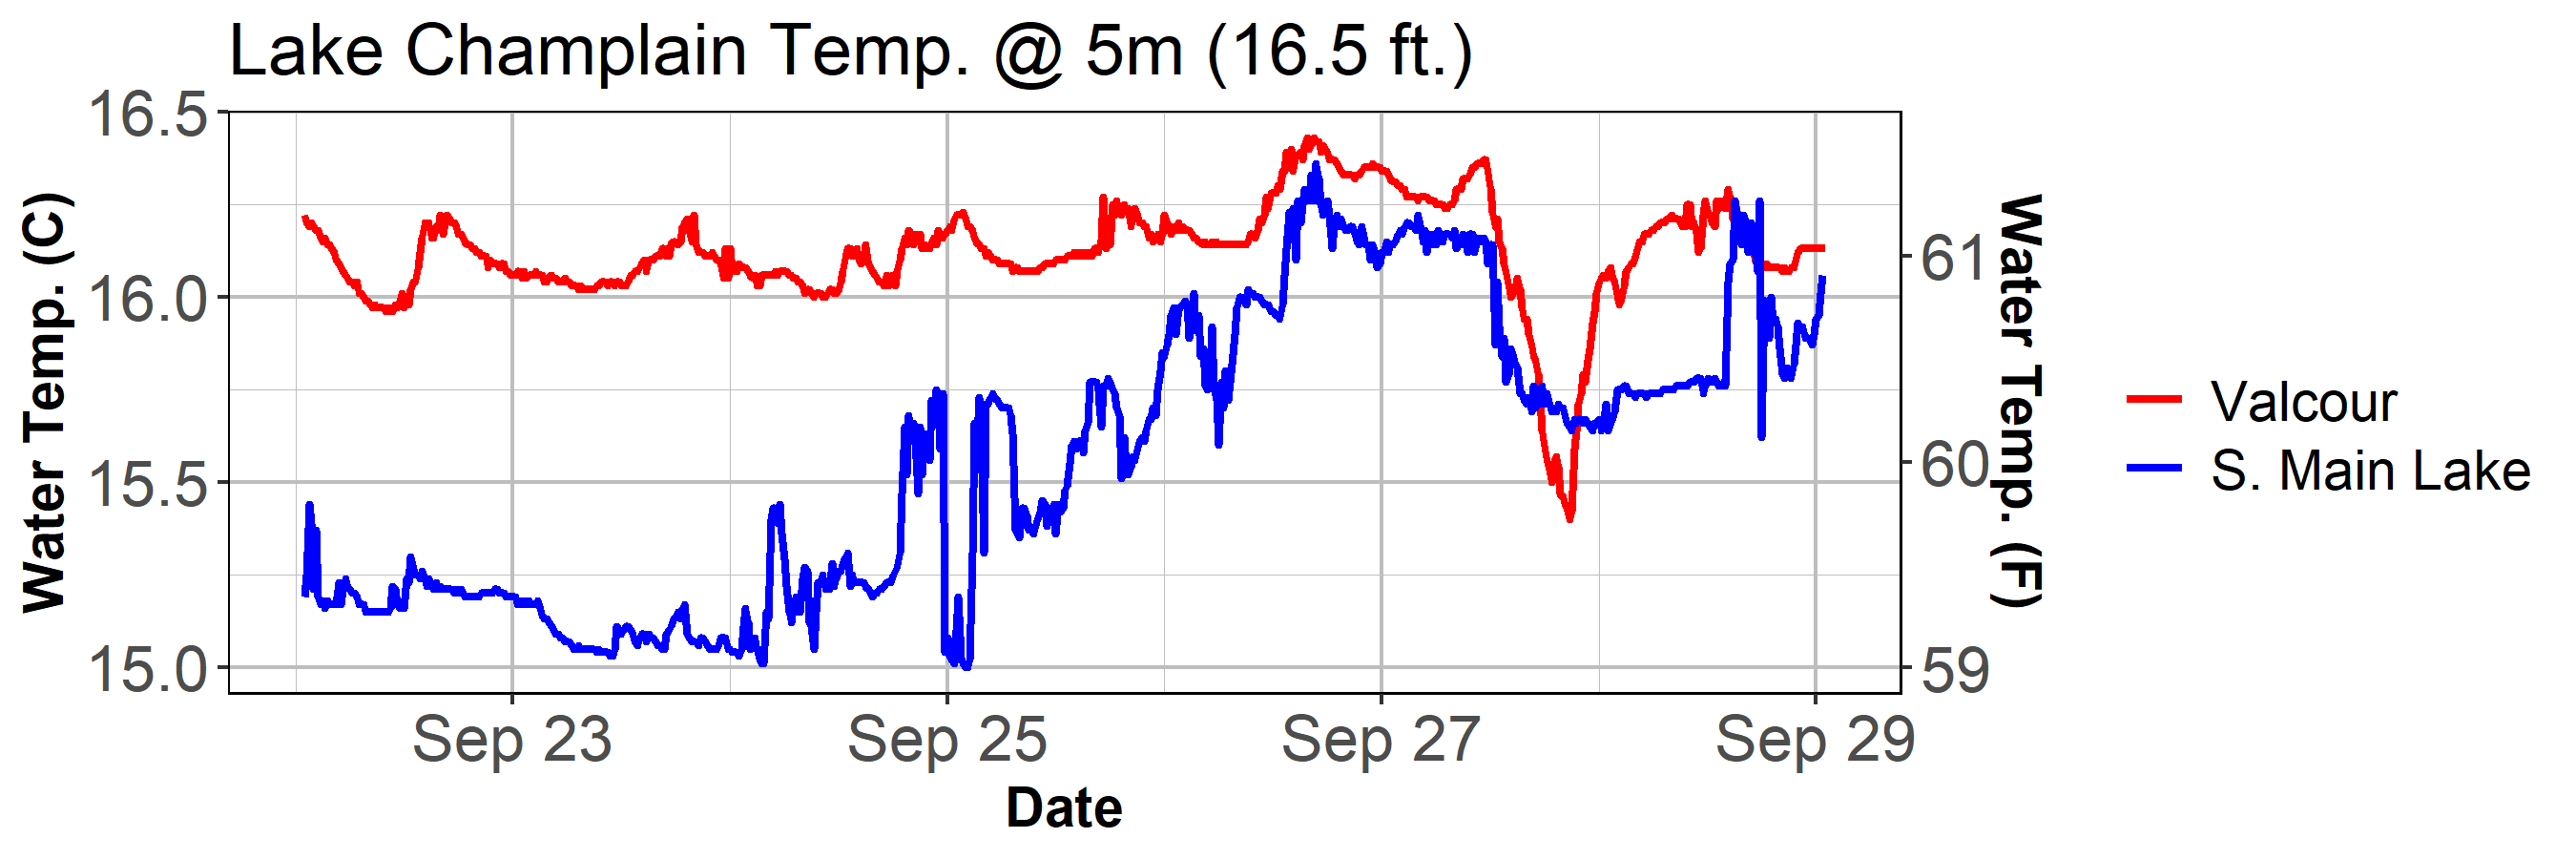 Lake Champlain Temp. @ 5m (16.5 ft.)
Water Temp. (C)
16.5
16.0
15.5
15.0
61
60
59
Water Temp. (F)
Sep 23
Sep 25
Sep 27
Sep 29
Date
Valcour
S. Main Lake